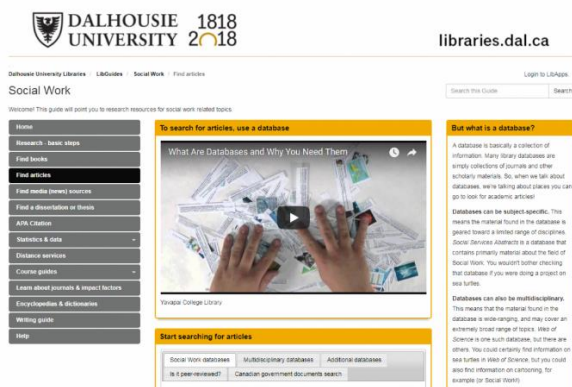 DALHOUSIE
UNIVERSITY
1818
2018
libraries.dal.ca
Dalhousie University Libraries / LibGuides / Social Work / Find articles
Login to LibApps
Social Work
Search this Guide
Search
Welcome! This guide will point you to research resources for social work related topics.
Home
Research - basic steps
Find books
Find articles
Find media (news) sources
Find a dissertation or thesis
APA Citation
Statistics & data
Distance services
Course guides
Learn about journals & impact factors
Encyclopedias & dictionaries
Writing guide
Help
To search for articles, use a database
What Are Databases and Why You Need Them
Yavapai College Library
Start searching for articles
Social Work databases
Multidisciplinary databases
Additional databases
Is it peer-reviewed?
Canadian government documents search
But what is a database?
A database is basically a collection of
information. Many library databases are
simply collections of journals and other
scholarly materials. So, when we talk about
databases, we're talking about places you can
go to look for academic articles!
Databases can be subject-specific. This
means the material found in the database is
geared toward a limited range of disciplines.
Social Services Abstracts is a database that
contains primarily material about the field of
Social Work. You wouldn't bother checking
that database if you were doing a project on
sea turtles.
Databases can also be multidisciplinary.
This means that the material found in the
database is wide-ranging, and may cover an
extremely broad range of topics. Web of
Science is one such database, but there are
others. You could certainly find information on
sea turtles in Web of Science, but you could
also find information on cartooning, for
example (or Social Work!)